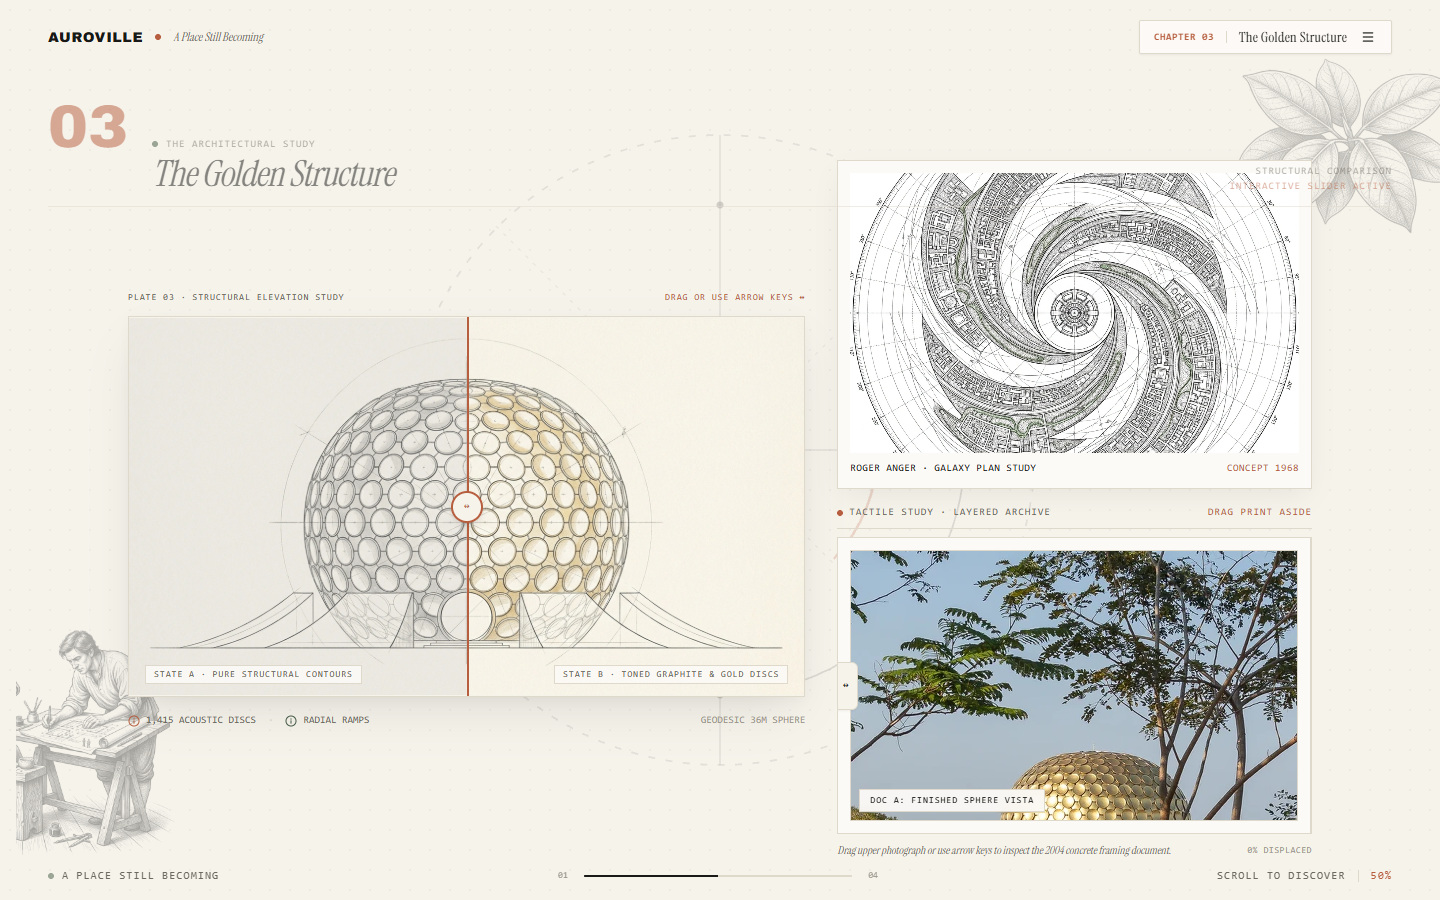 AUROVILLE • A Place Still Becoming
CHAPTER 03 | The Golden Structure
03
THE ARCHITECTURAL STUDY
The Golden Structure
STRUCTURAL COMPARISON
INTERACTIVE SLIDER ACTIVE
PLATE 03 · STRUCTURAL ELEVATION STUDY
DRAG OR USE ARROW KEYS ↔
STATE A · PURE STRUCTURAL CONTOURS
STATE B · TONED GRAPHITE & GOLD DISCS
1,415 ACOUSTIC DISCS · RADIAL RAMPS
GEODESIC 36M SPHERE
ROGER ANGER · GALAXY PLAN STUDY
CONCEPT 1968
TACTILE STUDY · LAYERED ARCHIVE
DRAG PRINT ASIDE
DOC A: FINISHED SPHERE VISTA
Drag upper photograph or use arrow keys to inspect the 2004 concrete framing document.
0% DISPLACED
A PLACE STILL BECOMING
01
04
SCROLL TO DISCOVER | 50%